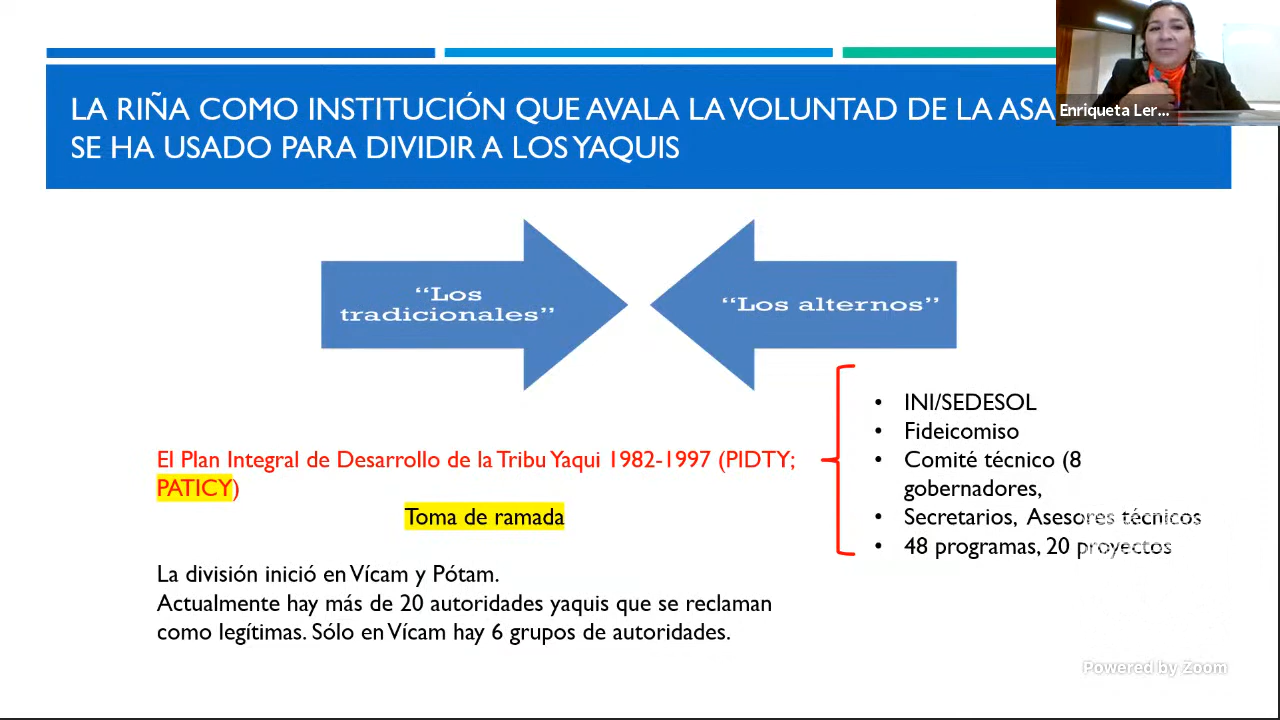 LA RIÑA COMO INSTITUCIÓN QUE AVALA LA VOLUNTAD DE LA ASA
SE HA USADO PARA DIVIDIR A LOS YAQUIS
Enriqueta Ler...
“Los
tradicionales”
“Los alternos”
El Plan Integral de Desarrollo de la Tribu Yaqui 1982-1997 (PIDTY;
PATICY)
Toma de ramada
La división inició en Vícam y Pótam.
Actualmente hay más de 20 autoridades yaquis que se reclaman
como legítimas. Sólo en Vícam hay 6 grupos de autoridades.
• INI/SEDESOL
• Fideicomiso
• Comité técnico (8
gobernadores,
• Secretarios, Asesores técnicos
• 48 programas, 20 proyectos
Powered by Zoom